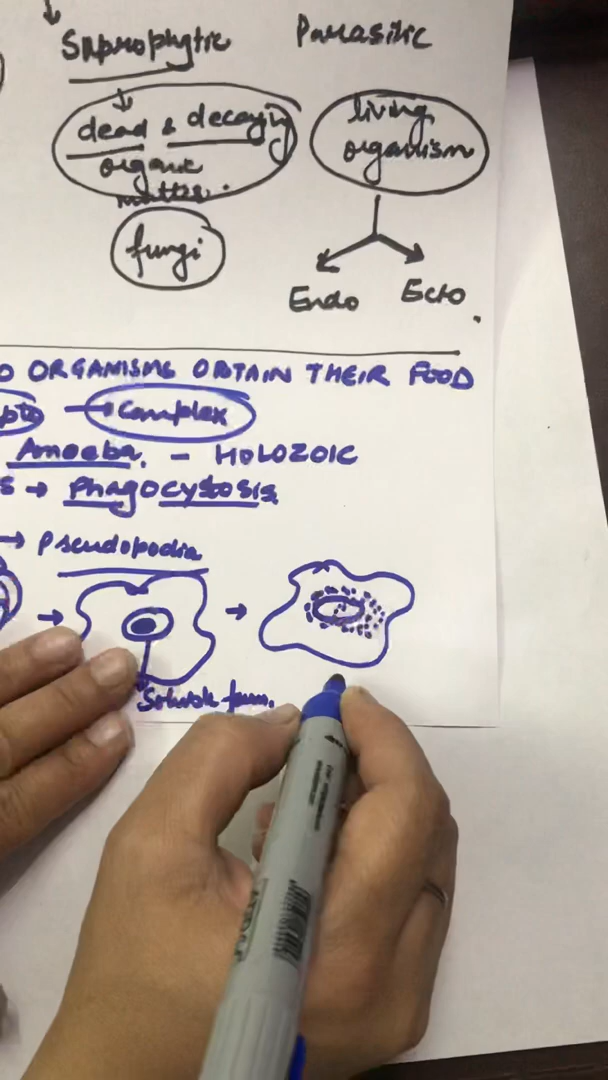 Saprophytic Parasitic
dead & decaying
organic
matter.
living
organism
fungi
Endo Ecto
O ORGANISMS OBTAIN THEIR FOOD
→ Complex
Amoeba. - HOLOZOIC
S → Phagocystosis
→ Pseudopodia
→ →
Soluble form.